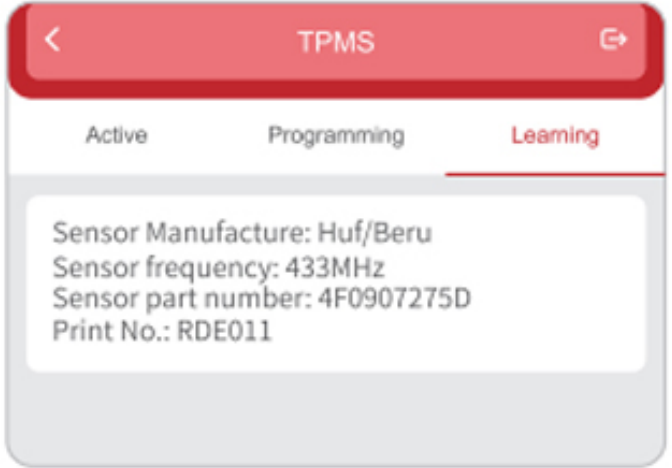 TPMS
Active Programming Learning
Sensor Manufacture: Huf/Beru
Sensor frequency: 433MHz
Sensor part number: 4F0907275D
Print No.: RDE011